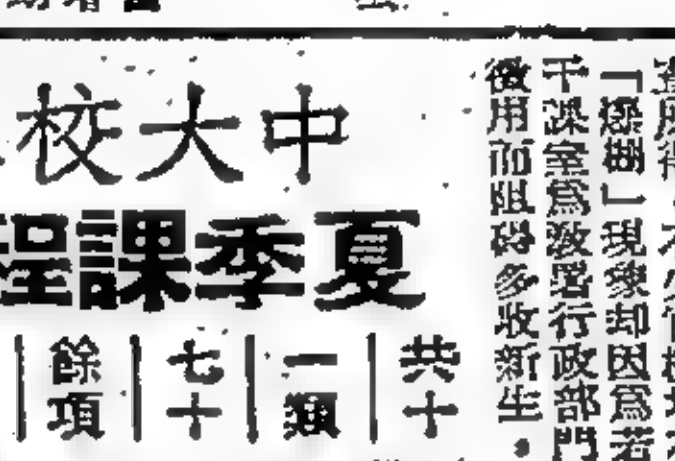 「爆棚」現象却因爲若
干課室爲教署行政部門
徵用而阻碍多收新生
中大校
夏季課程
共十
一類
七十
餘項